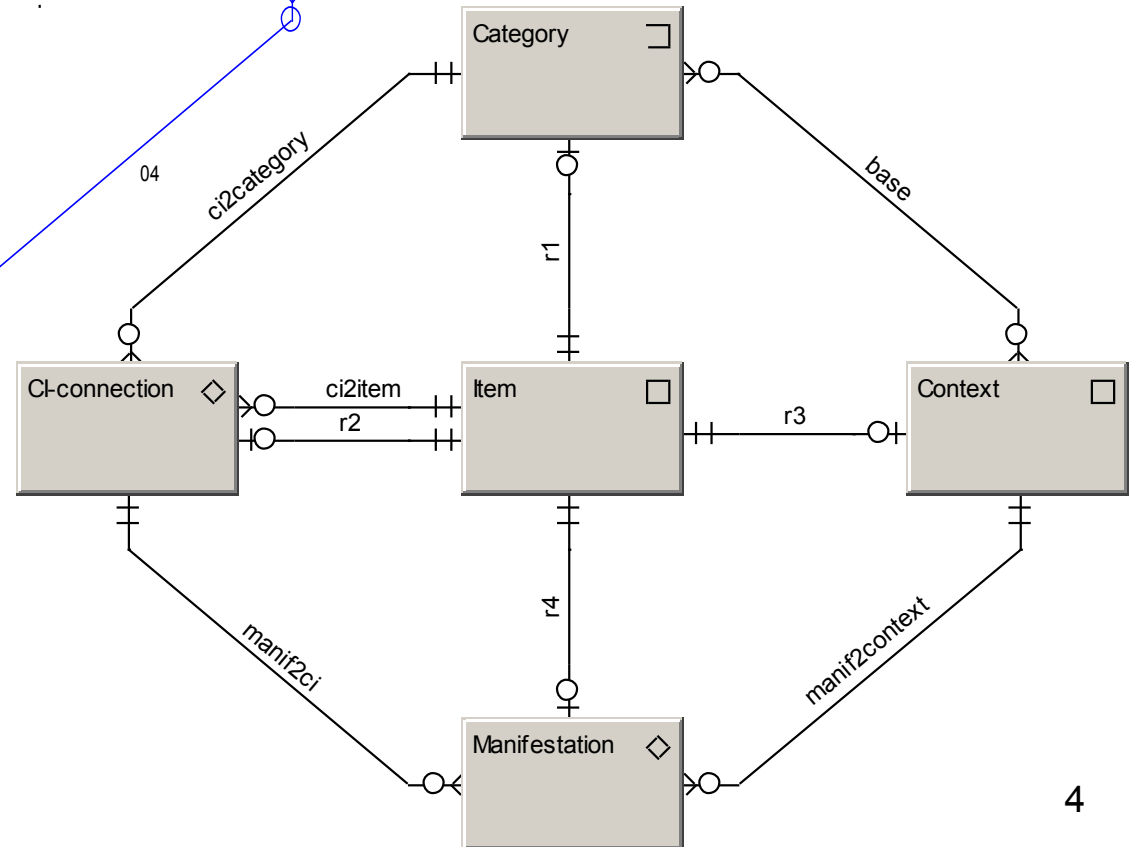 Category
04
ci2category
base
r1
CI-connection
ci2item
Item
Context
r2
r3
r4
manif2ci
manif2context
Manifestation
4